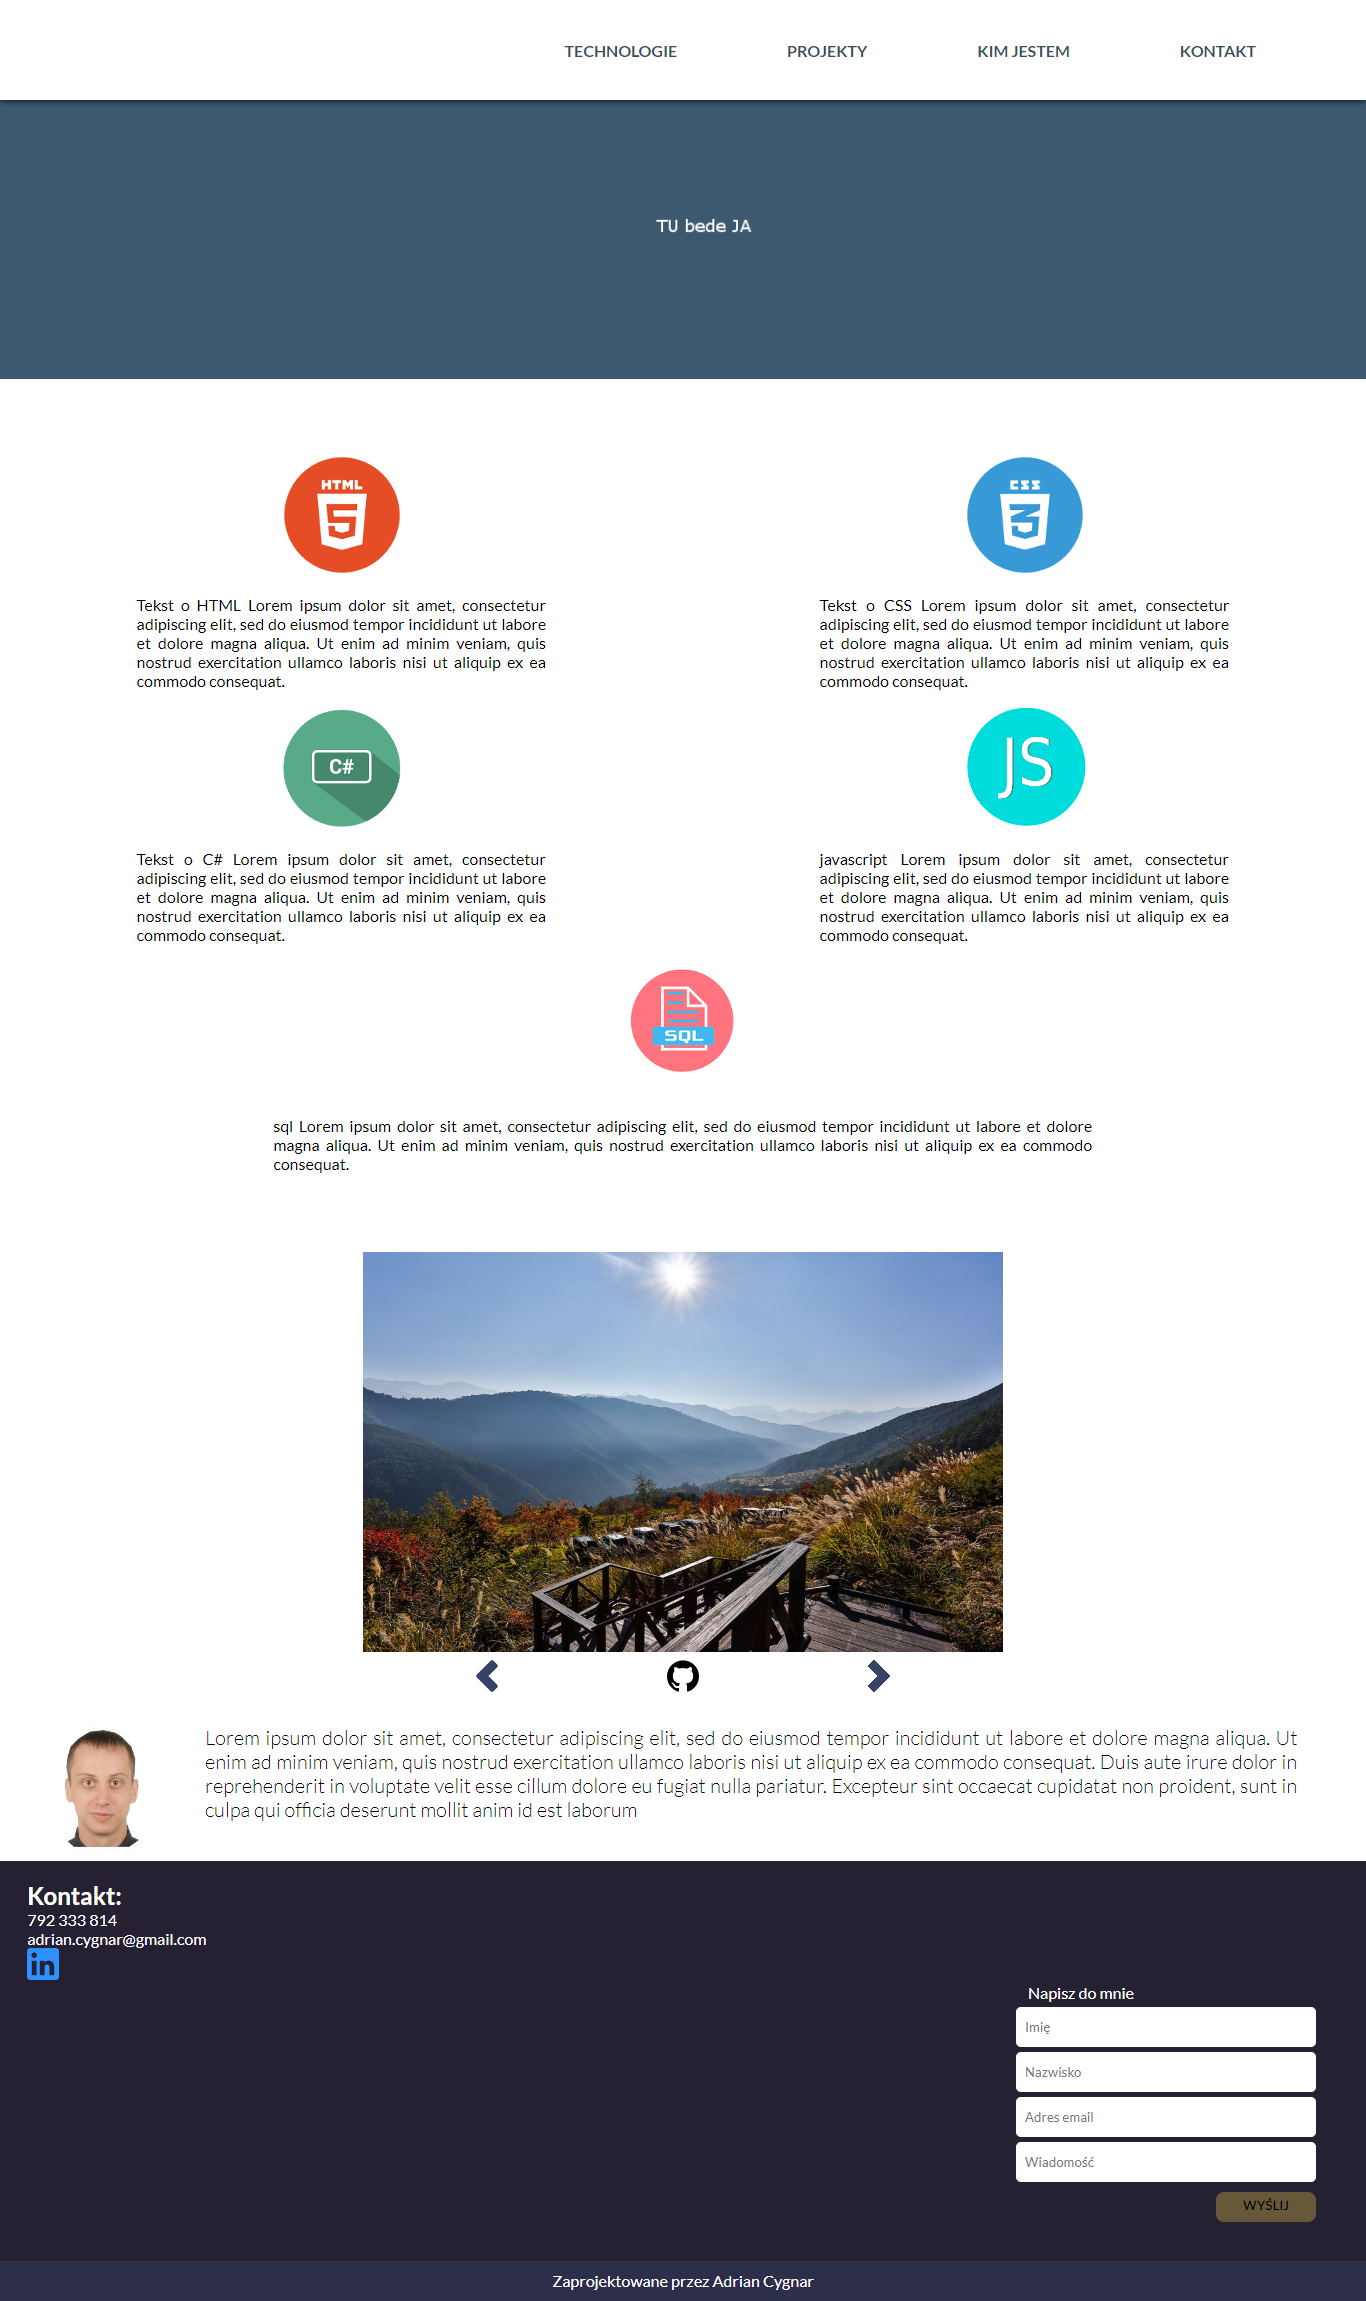 TECHNOLOGIE PROJEKTY KIM JESTEM KONTAKT
TU bede JA
HTML
5
Tekst o HTML Lorem ipsum dolor sit amet, consectetur
adipiscing elit, sed do eiusmod tempor incididunt ut labore
et dolore magna aliqua. Ut enim ad minim veniam, quis
nostrud exercitation ullamco laboris nisi ut aliquip ex ea
commodo consequat.
CSS
3
Tekst o CSS Lorem ipsum dolor sit amet, consectetur
adipiscing elit, sed do eiusmod tempor incididunt ut labore
et dolore magna aliqua. Ut enim ad minim veniam, quis
nostrud exercitation ullamco laboris nisi ut aliquip ex ea
commodo consequat.
C#
Tekst o C# Lorem ipsum dolor sit amet, consectetur
adipiscing elit, sed do eiusmod tempor incididunt ut labore
et dolore magna aliqua. Ut enim ad minim veniam, quis
nostrud exercitation ullamco laboris nisi ut aliquip ex ea
commodo consequat.
JS
javascript Lorem ipsum dolor sit amet, consectetur
adipiscing elit, sed do eiusmod tempor incididunt ut labore
et dolore magna aliqua. Ut enim ad minim veniam, quis
nostrud exercitation ullamco laboris nisi ut aliquip ex ea
commodo consequat.
SQL
sql Lorem ipsum dolor sit amet, consectetur adipiscing elit, sed do eiusmod tempor incididunt ut labore et dolore
magna aliqua. Ut enim ad minim veniam, quis nostrud exercitation ullamco laboris nisi ut aliquip ex ea commodo
consequat.
Lorem ipsum dolor sit amet, consectetur adipiscing elit, sed do eiusmod tempor incididunt ut labore et dolore magna aliqua. Ut
enim ad minim veniam, quis nostrud exercitation ullamco laboris nisi ut aliquip ex ea commodo consequat. Duis aute irure dolor in
reprehenderit in voluptate velit esse cillum dolore eu fugiat nulla pariatur. Excepteur sint occaecat cupidatat non proident, sunt in
culpa qui officia deserunt mollit anim id est laborum
Kontakt:
792 333 814
adrian.cygnar@gmail.com
in
Napisz do mnie
Imię
Nazwisko
Adres email
Wiadomość
WYŚLIJ
Zaprojektowane przez Adrian Cygnar